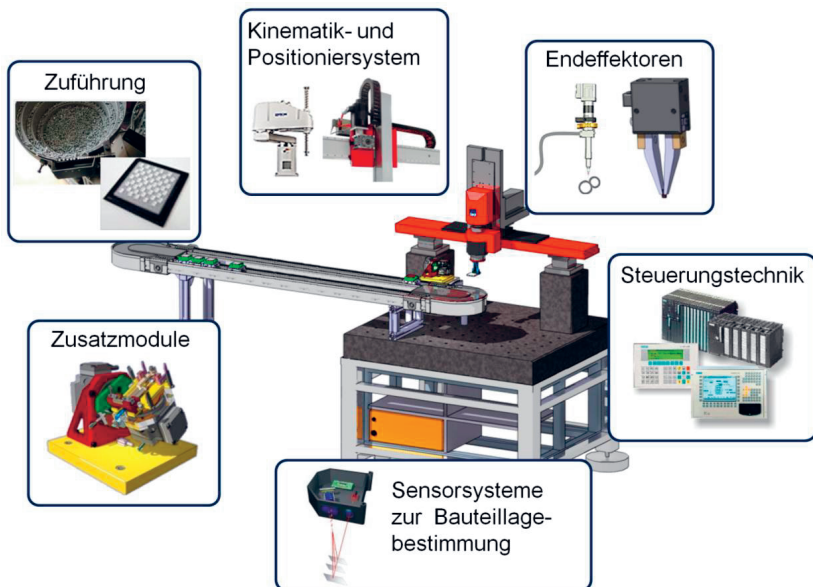 Zuführung
Kinematik- und
Positioniersystem
Endeffektoren
Steuerungstechnik
Zusatzmodule
Sensorsysteme
zur Bauteillage-
bestimmung